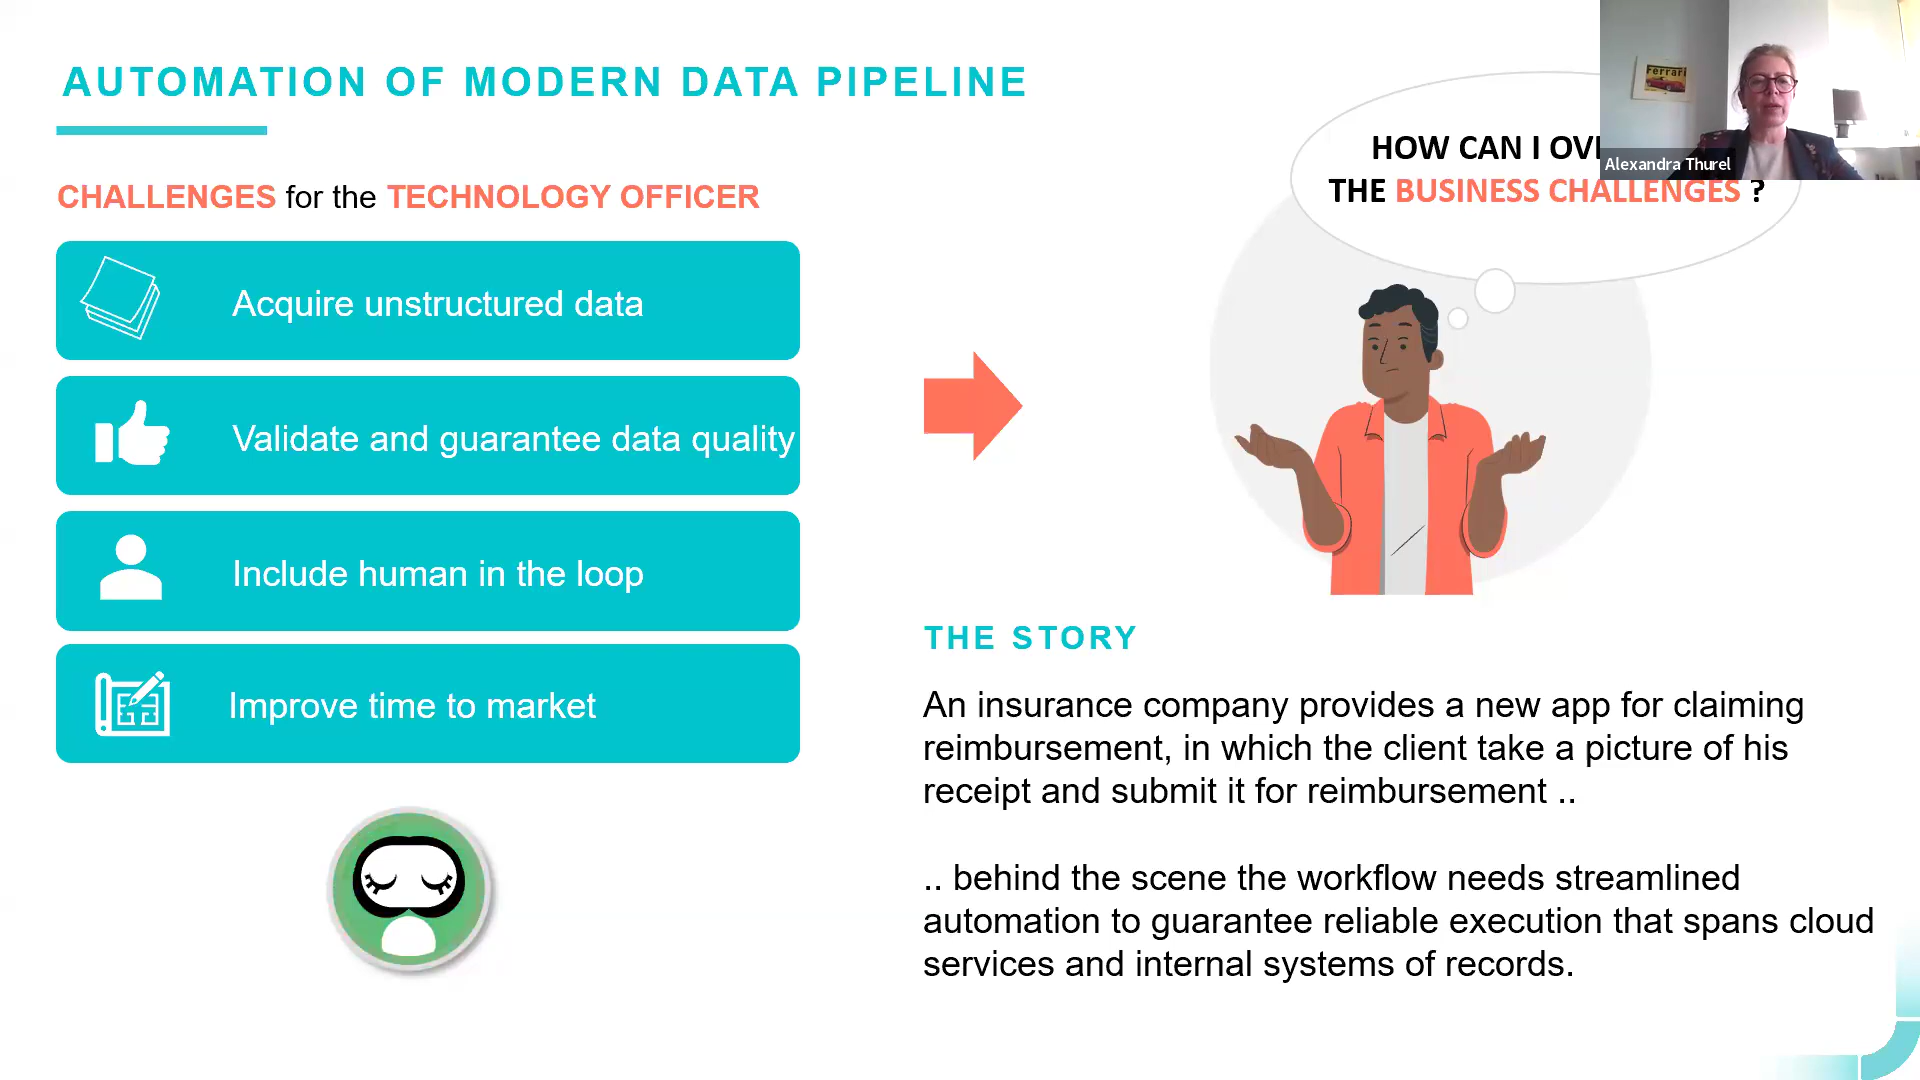 AUTOMATION OF MODERN DATA PIPELINE
CHALLENGES for the TECHNOLOGY OFFICER
Acquire unstructured data
Validate and guarantee data quality
Include human in the loop
Improve time to market
HOW CAN I
THE BUSINESS CHALLENGES ?
Ferrari
Alexandra Thurel
THE STORY
An insurance company provides a new app for claiming
reimbursement, in which the client take a picture of his
receipt and submit it for reimbursement ..
.. behind the scene the workflow needs streamlined
automation to guarantee reliable execution that spans cloud
services and internal systems of records.